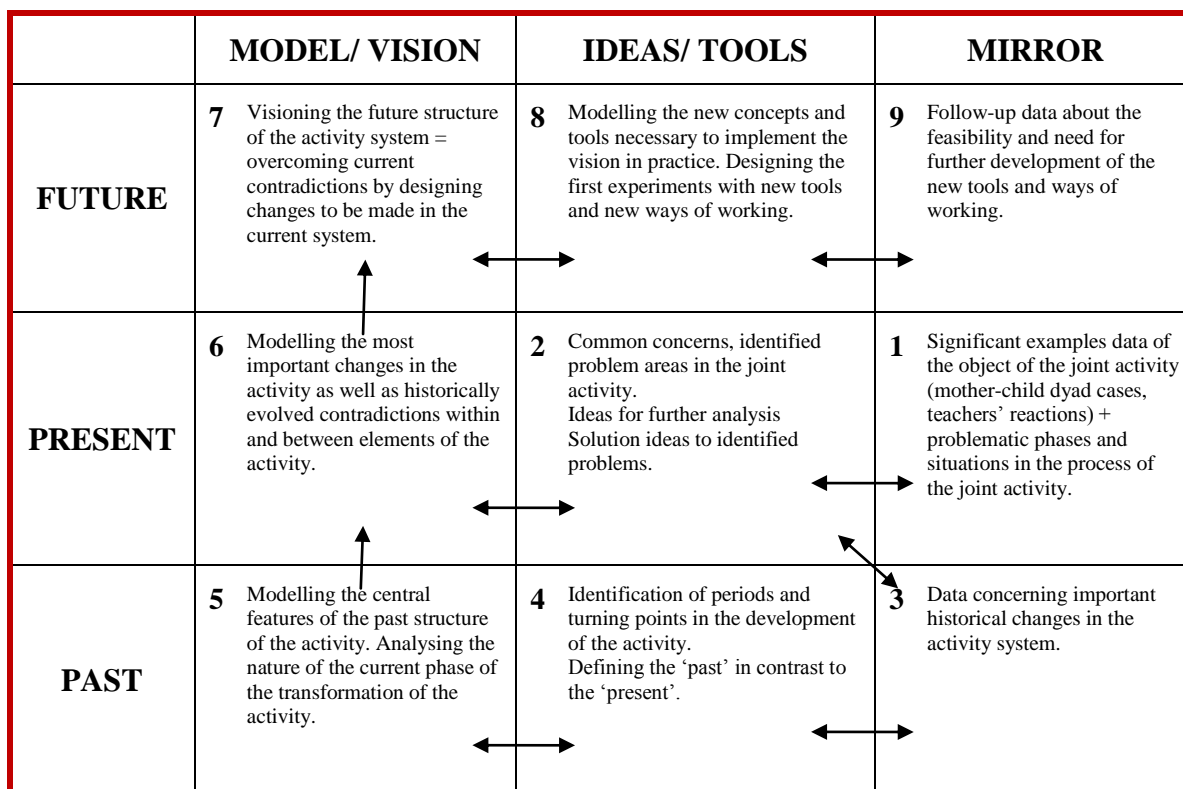 MODEL/ VISION
IDEAS/ TOOLS
MIRROR
FUTURE
7
Visioning the future structure
of the activity system =
overcoming current
contradictions by designing
changes to be made in the
current system.
8
Modelling the new concepts and
tools necessary to implement the
vision in practice. Designing the
first experiments with new tools
and new ways of working.
9
Follow-up data about the
feasibility and need for
further development of the
new tools and ways of
working.
PRESENT
6
Modelling the most
important changes in the
activity as well as historically
evolved contradictions within
and between elements of the
activity.
2
Common concerns, identified
problem areas in the joint
activity.
Ideas for further analysis
Solution ideas to identified
problems.
1
Significant examples data of
the object of the joint activity
(mother-child dyad cases,
teachers’ reactions) +
problematic phases and
situations in the process of
the joint activity.
PAST
5
Modelling the central
features of the past structure
of the activity. Analysing the
nature of the current phase of
the transformation of the
activity.
4
Identification of periods and
turning points in the development
of the activity.
Defining the ‘past’ in contrast to
the ‘present’.
3
Data concerning important
historical changes in the
activity system.